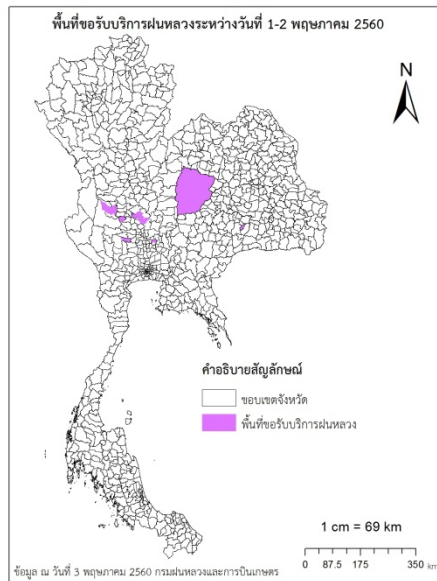 พื้นที่ขอรับบริการฝนหลวงระหว่างวันที่ 1-2 พฤษภาคม 2560
N
คำอธิบายสัญลักษณ์
ขอบเขตจังหวัด
พื้นที่ขอรับบริการฝนหลวง
1 cm = 69 km
0 87.5 175 350 km
ข้อมูล ณ วันที่ 3 พฤษภาคม 2560 กรมฝนหลวงและการบินเกษตร